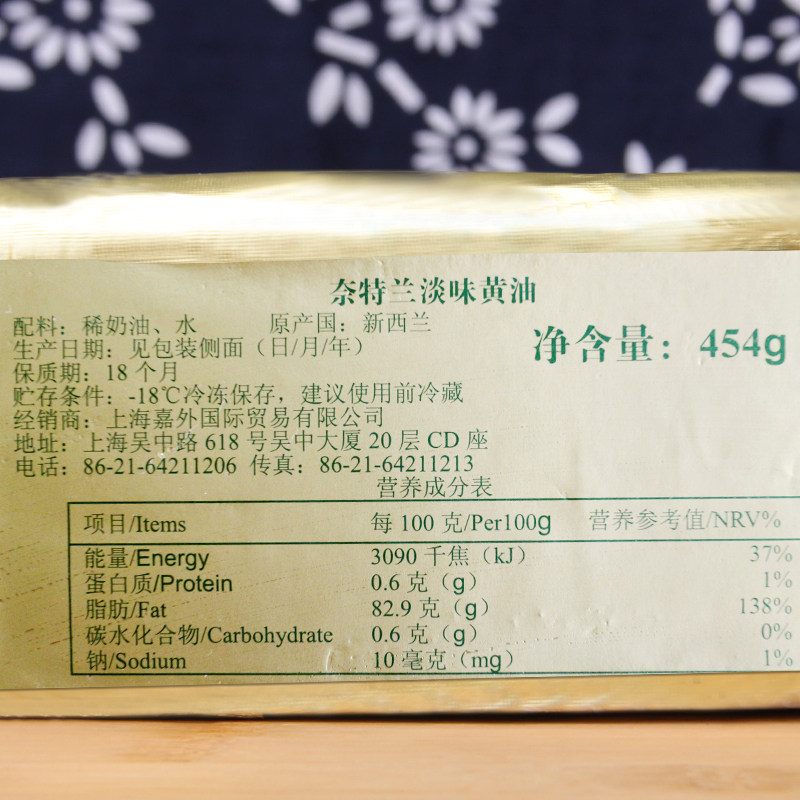 奈特兰淡味黄油
配料：稀奶油、水 原产国：新西兰
净含量：454g
生产日期：见包装侧面（日/月/年）
保质期：18个月
贮存条件：-18℃冷冻保存，建议使用前冷藏
经销商：上海嘉外国际贸易有限公司
地址：上海吴中路618号吴中大厦20层CD座
电话：86-21-64211206 传真：86-21-64211213
营养成分表
项目/Items 每100克/Per100g 营养参考值/NRV%
能量/Energy 3090千焦（kJ） 37%
蛋白质/Protein 0.6克（g） 1%
脂肪/Fat 82.9克（g） 138%
碳水化合物/Carbohydrate 0.6克（g） 0%
钠/Sodium 10毫克（mg） 1%